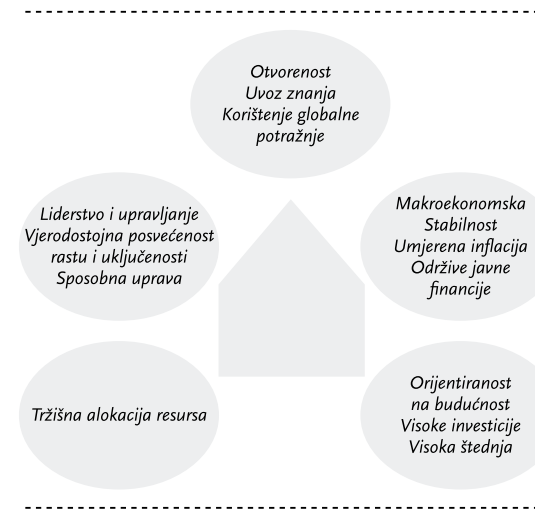 Otvorenost
Uvoz znanja
Korištenje globalne
potražnje
Liderstvo i upravljanje
Vjerodostojna posvećenost
rastu i uključenosti
Sposobna uprava
Makroekonomska
Stabilnost
Umjerena inflacija
Održive javne
financije
Tržišna alokacija resursa
Orijentiranost
na budućnost
Visoke investicije
Visoka štednja